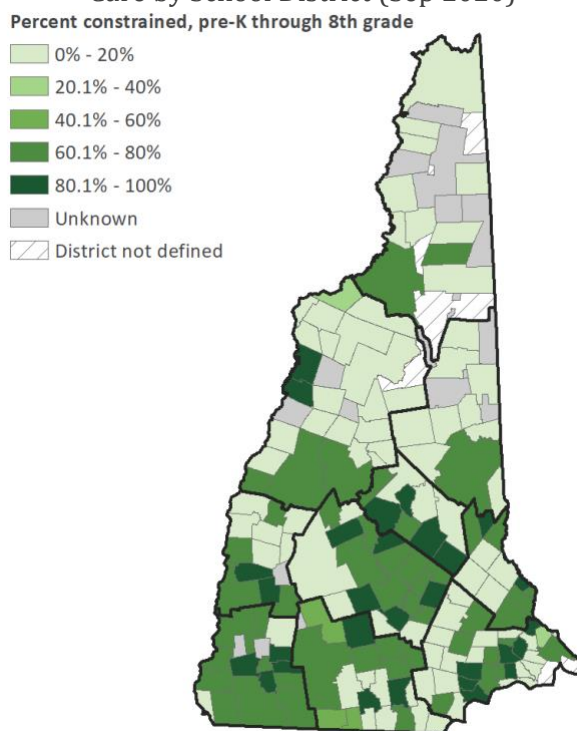 Care by School District (Sep 2020)
Percent constrained, pre-K through 8th grade
0% - 20%
20.1% - 40%
40.1% - 60%
60.1% - 80%
80.1% - 100%
Unknown
District not defined